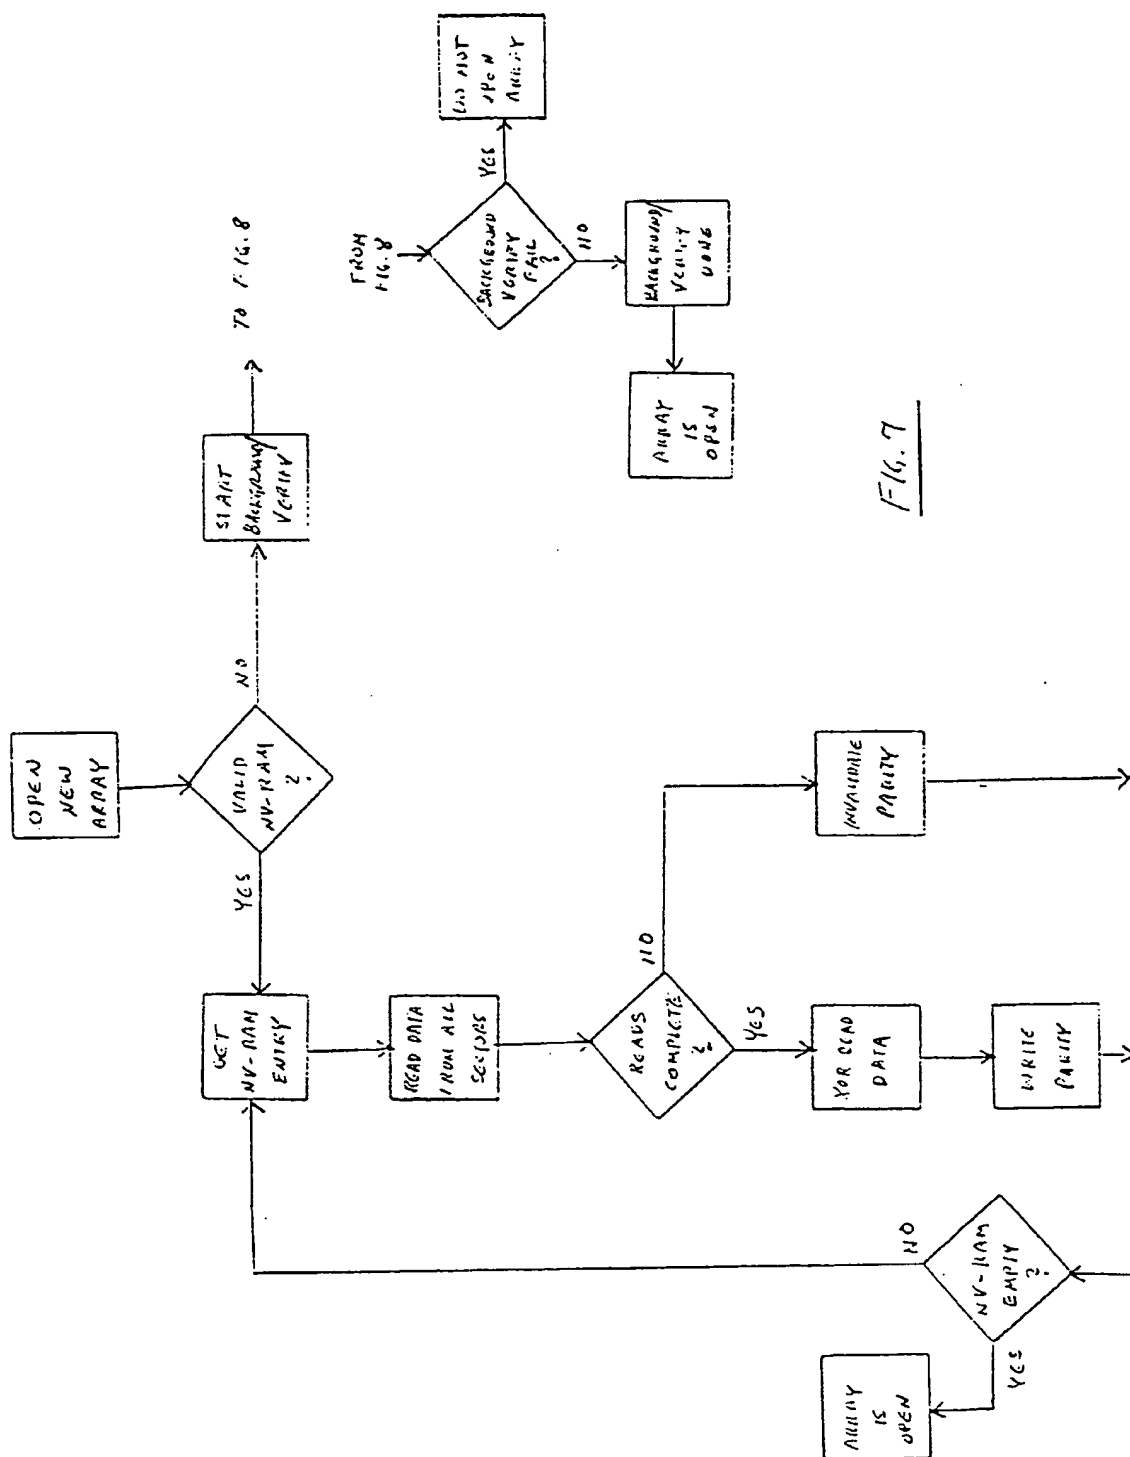 OPEN
NEW
ARRAY
VALID
NV-RAM
?
NO
START
BACKGROUND/
VERIFY
TO FIG. 8
YES
GET
NV-RAM
ENTRY
READ DATA
FROM ALL
SECTORS
READS
COMPLETE
?
NO
INVALIDATE
PARITY
YES
XOR READ
DATA
WRITE
PARITY
NV-RAM
EMPTY
?
NO
YES
ARRAY
IS
OPEN
FROM
FIG. 8
BACKGROUND
VERIFY
FAIL
?
YES
DO NOT
OPEN
ARRAY
NO
BACKGROUND/
VERIFY
DONE
ARRAY
IS
OPEN
FIG. 7